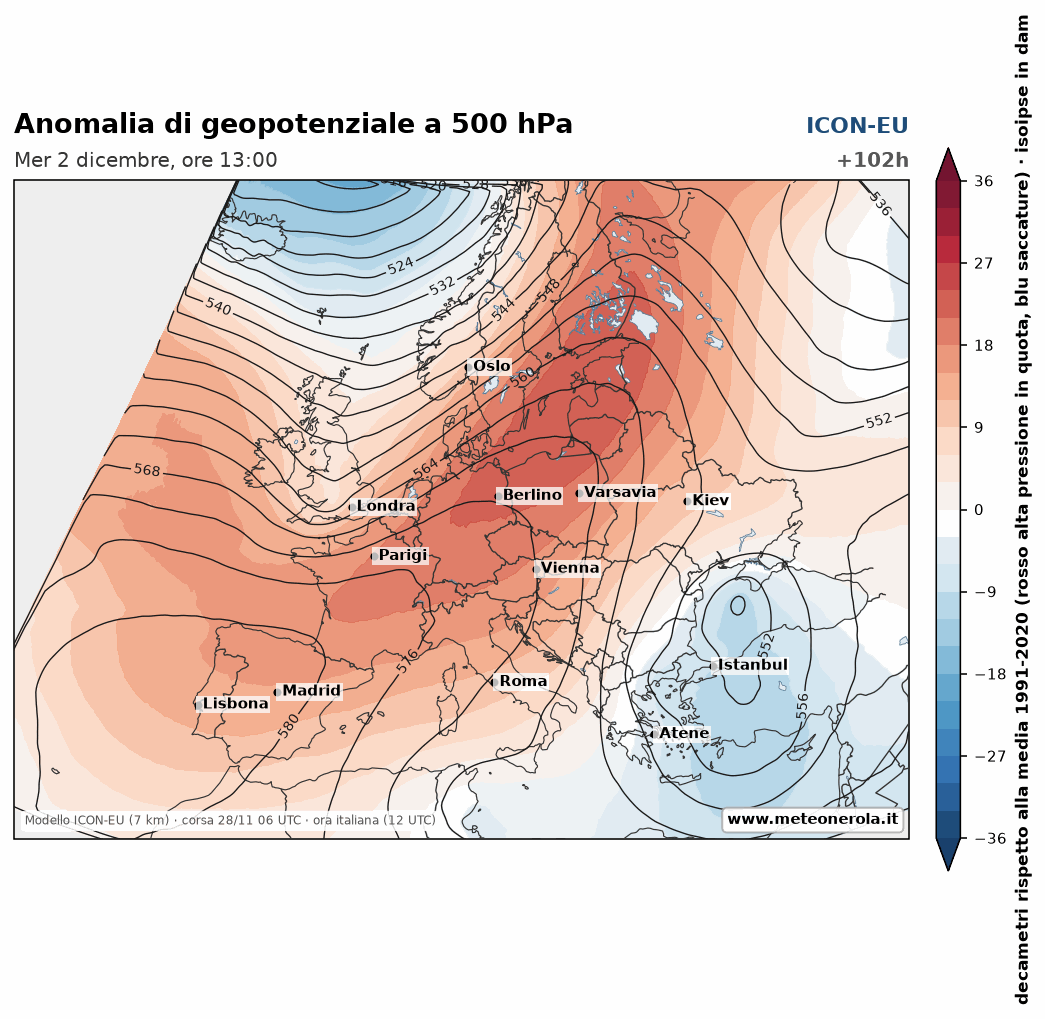 Anomalia di geopotenziale a 500 hPa
ICON-EU
Mer 2 dicembre, ore 13:00
+102h
536
524
532
540
544
548
560
552
568
564
576
580
552
556
Oslo
Londra
Berlino
Varsavia
Kiev
Parigi
Vienna
Istanbul
Roma
Madrid
Lisbona
Atene
Modello ICON-EU (7 km) · corsa 28/11 06 UTC · ora italiana (12 UTC)
www.meteonerola.it
36
27
18
9
0
−9
−18
−27
−36
decametri rispetto alla media 1991-2020 (rosso alta pressione in quota, blu saccature) · isoipse in dam